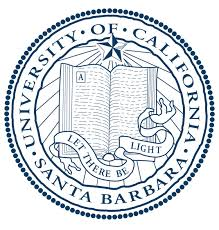 UNIVERSITY · OF · CALIFORNIA
A
LET THERE BE
LIGHT
· SANTA BARBARA ·